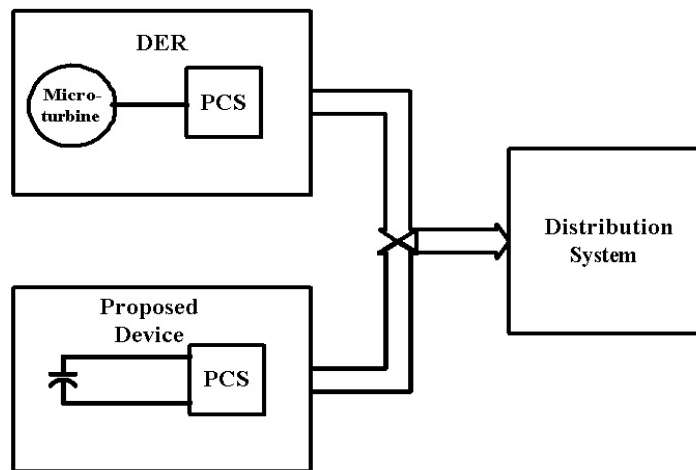 DER
Micro-
turbine
PCS
Distribution
System
Proposed
Device
PCS